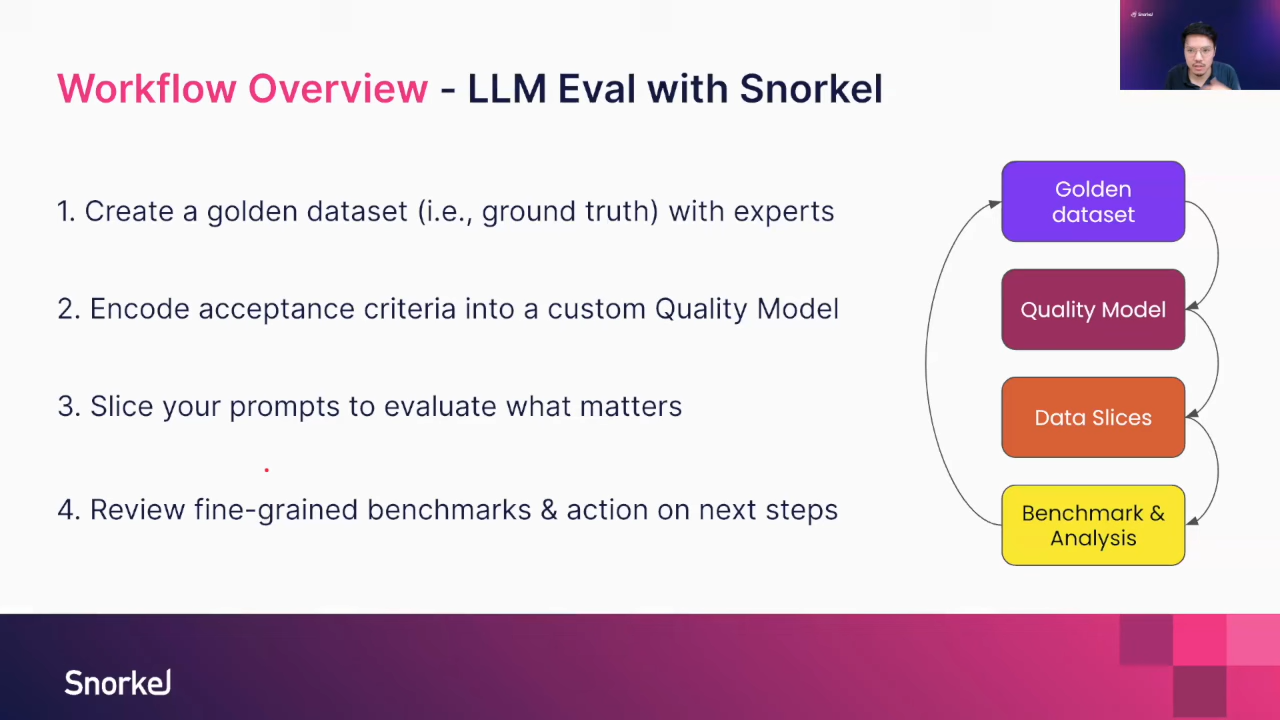 Snorkel
Workflow Overview - LLM Eval with Snorkel
1. Create a golden dataset (i.e., ground truth) with experts
2. Encode acceptance criteria into a custom Quality Model
3. Slice your prompts to evaluate what matters
4. Review fine-grained benchmarks & action on next steps
Golden
dataset
Quality Model
Data Slices
Benchmark &
Analysis
Snorkel